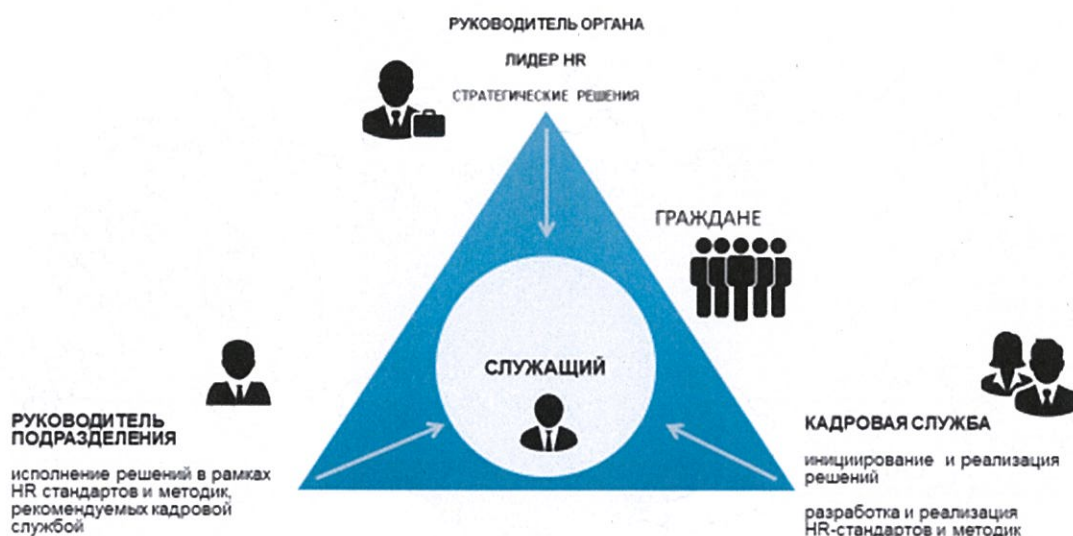 РУКОВОДИТЕЛЬ ОРГАНА
ЛИДЕР HR
СТРАТЕГИЧЕСКИЕ РЕШЕНИЯ
ГРАЖДАНЕ
СЛУЖАЩИЙ
РУКОВОДИТЕЛЬ
ПОДРАЗДЕЛЕНИЯ
исполнение решений в рамках
HR стандартов и методик,
рекомендуемых кадровой
службой
КАДРОВАЯ СЛУЖБА
инициирование и реализация
решений
разработка и реализация
HR-стандартов и методик